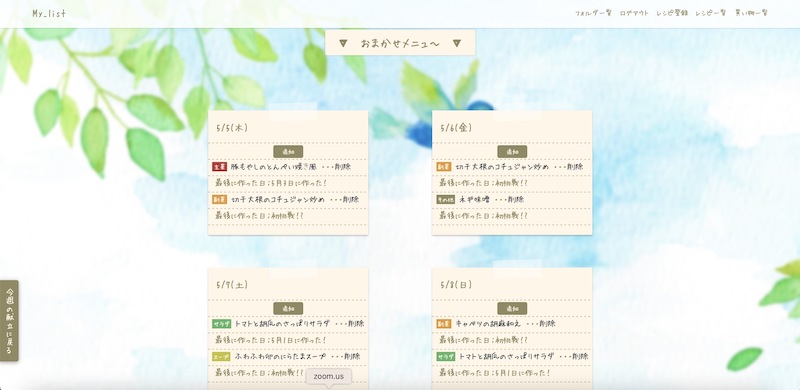 My_list
フォルダ一覧 ログアウト レシピ登録 レシピ一覧 買い物一覧
▼ おまかせメニュ〜 ▼
5/5(木)
追加
主菜 豚もやしのとんぺい焼き風 ・・・削除
最後に作った日:5月3日に作った!
副菜 切干大根のコチュジャン炒め ・・・削除
最後に作った日:初挑戦!?
5/6(金)
追加
副菜 切干大根のコチュジャン炒め ・・・削除
最後に作った日:初挑戦!?
その他 ネギ味噌 ・・・削除
最後に作った日:初挑戦!?
5/7(土)
追加
サラダ トマトと胡瓜のさっぱりサラダ ・・・削除
最後に作った日:5月1日に作った!
スープ ふわふわ卵のにらたまスープ ・・・削除
最後に作った日:初挑戦!?
5/8(日)
追加
副菜 キャベツの胡麻和え ・・・削除
最後に作った日:初挑戦!?
サラダ トマトと胡瓜のさっぱりサラダ ・・・削除
最後に作った日:5月1日に作った!
今週の献立に戻る
zoom.us